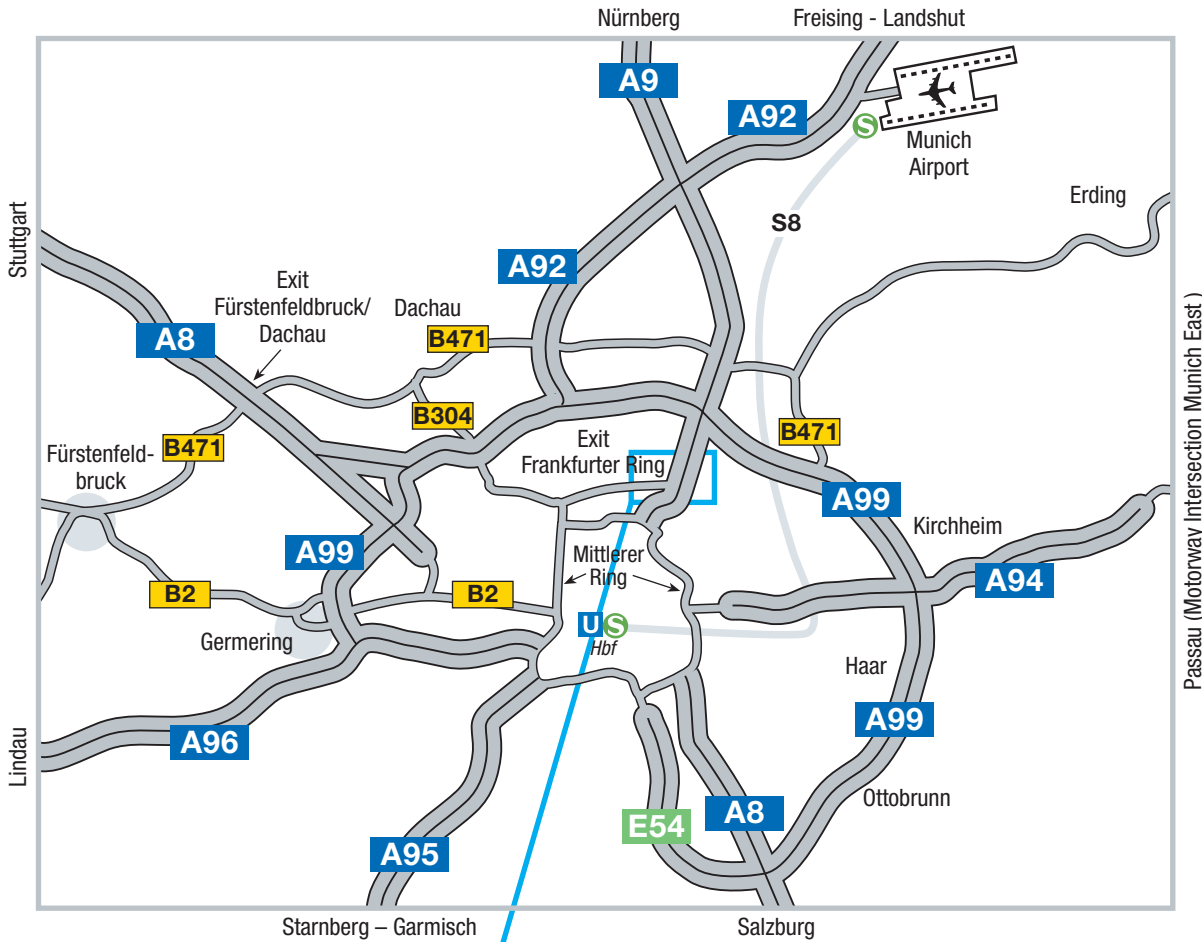 Nürnberg
Freising - Landshut
A9
A92
S
Munich
Airport
Erding
S8
Stuttgart
A92
Exit
Fürstenfeldbruck/
Dachau
Dachau
A8
B471
B304
B471
B471
Fürstenfeld-
bruck
Exit
Frankfurter Ring
A99
Kirchheim
A99
Mittlerer
Ring
A94
B2
B2
U
S
Hbf
Germering
Haar
Passau (Motorway Intersection Munich East )
A99
A96
Lindau
Ottobrunn
A8
E54
A95
Starnberg – Garmisch
Salzburg